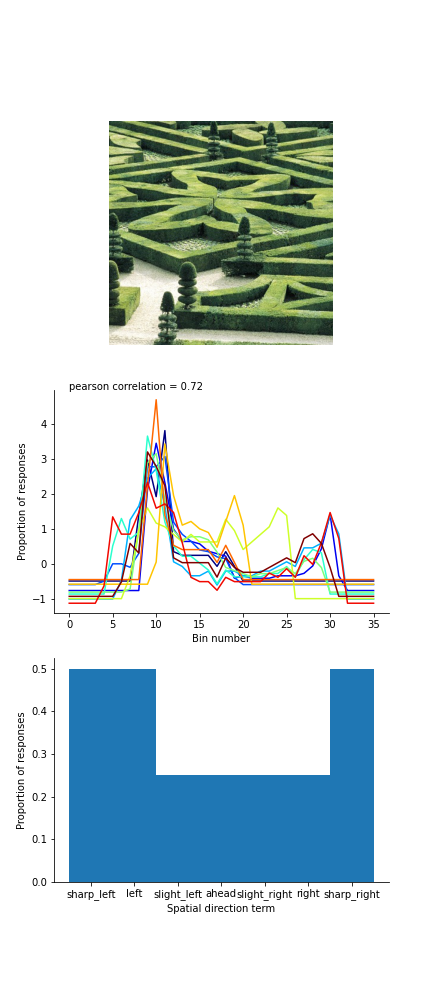 pearson correlation = 0.72
4
3
2
1
0
−1
Proportion of responses
0 5 10 15 20 25 30 35
Bin number
0.5
0.4
0.3
0.2
0.1
0.0
Proportion of responses
sharp_left left slight_left ahead slight_right right sharp_right
Spatial direction term